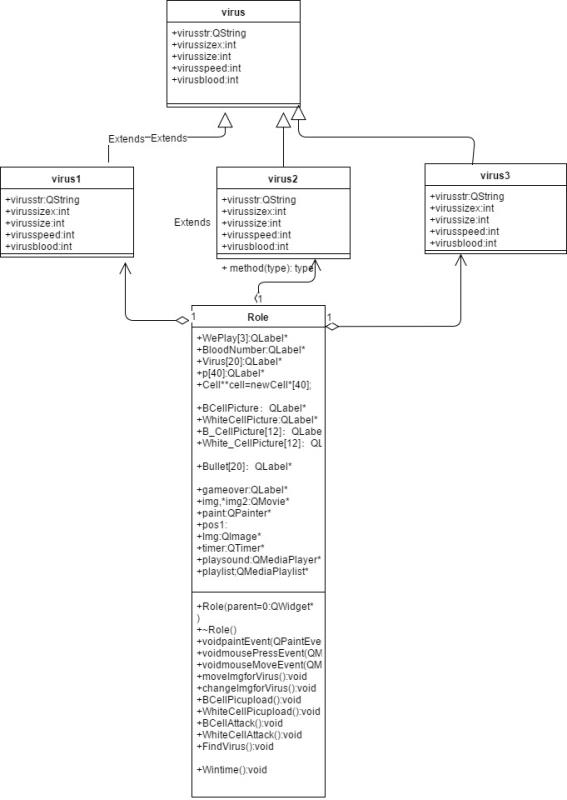 virus
+virusstr:QString
+virussizex:int
+virussize:int
+virusspeed:int
+virusblood:int
Extends
Extends
virus1
+virusstr:QString
+virussizex:int
+virussize:int
+virusspeed:int
+virusblood:int
virus2
+virusstr:QString
+virussizex:int
+virussize:int
+virusspeed:int
+virusblood:int
Extends
+ method(type): type
virus3
+virusstr:QString
+virussizex:int
+virussize:int
+virusspeed:int
+virusblood:int
1
1
1
Role
+WePlay[3]:QLabel*
+BloodNumber:QLabel*
+Virus[20]:QLabel*
+p[40]:QLabel*
+Cell**cell=newCell*[40];
+BCellPicture：QLabel*
+WhiteCellPicture:QLabel*
+B_CellPicture[12]：QLabe
+White_CellPicture[12]：QL
+Bullet[20]：QLabel*
+gameover:QLabel*
+img,*img2:QMovie*
+paint:QPainter*
+pos1:
+Img:QImage*
+timer:QTimer*
+playsound:QMediaPlayer*
+playlist;QMediaPlaylist*
+Role(parent=0:QWidget*
)
+~Role()
+voidpaintEvent(QPaintEve
+voidmousePressEvent(QM
+voidmouseMoveEvent(QM
+moveImgforVirus():void
+changeImgforVirus():void
+BCellPicupload():void
+WhiteCellPicupload():void
+BCellAttack():void
+WhiteCellAttack():void
+FindVirus():void
+Wintime():void